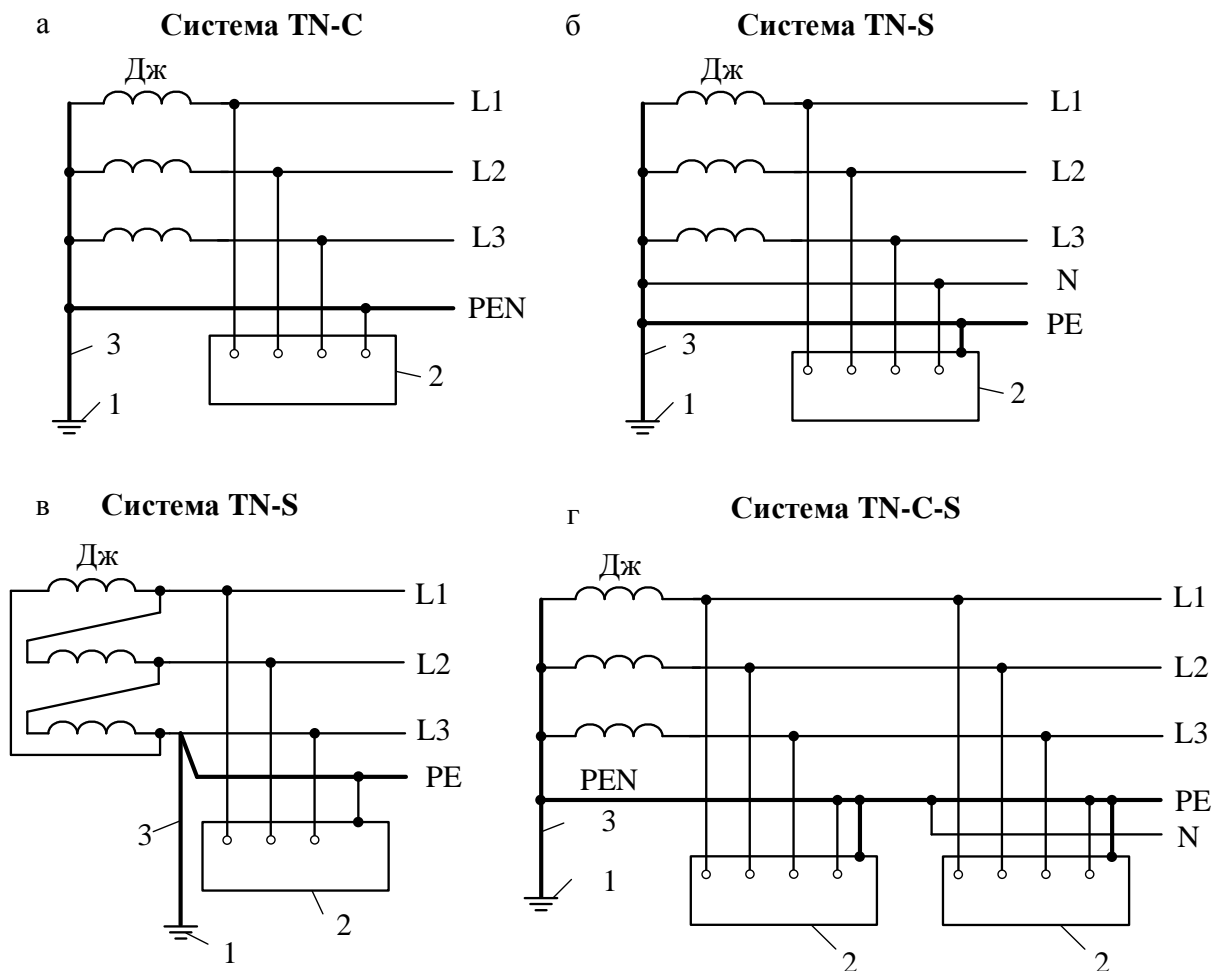 а Система TN-C
Дж
L1
L2
L3
PEN
3
2
1
б Система TN-S
Дж
L1
L2
L3
N
PE
3
2
1
в Система TN-S
Дж
L1
L2
L3
PE
3
2
1
г Система TN-C-S
Дж
L1
L2
L3
PEN
PE
N
3
1
2
2